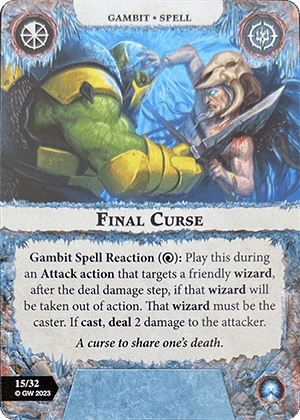 GAMBIT • SPELL
FINAL CURSE
Gambit Spell Reaction (): Play this during
an Attack action that targets a friendly wizard,
after the deal damage step, if that wizard will
be taken out of action. That wizard must be the
caster. If cast, deal 2 damage to the attacker.
A curse to share one's death.
15/32
© GW 2023